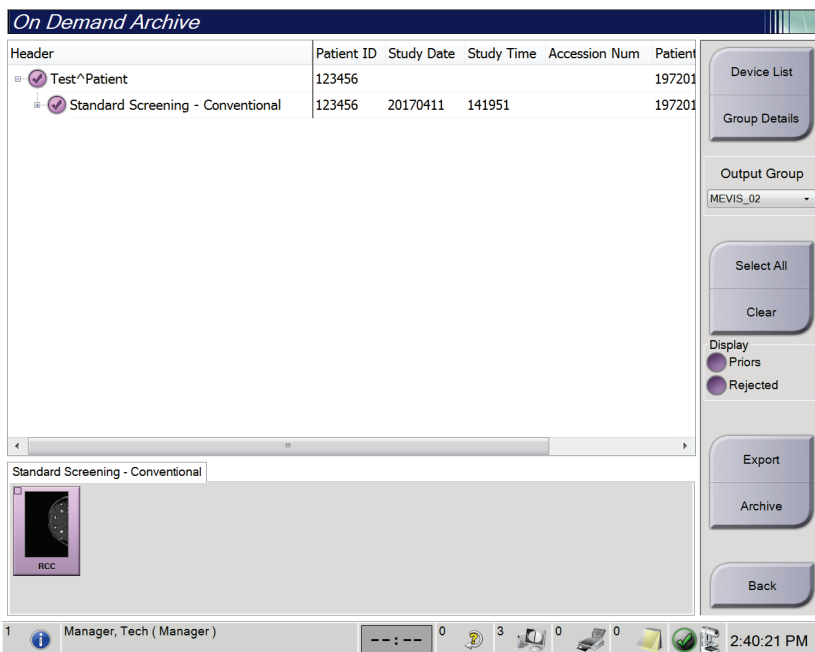 On Demand Archive
Header Patient ID Study Date Study Time Accession Num Patient
Test^Patient 123456 197201
Standard Screening - Conventional 123456 20170411 141951 197201
Device List
Group Details
Output Group
MEVIS_02
Select All
Clear
Display
Priors
Rejected
Export
Archive
Back
Standard Screening - Conventional
RCC
1 Manager, Tech ( Manager ) --:-- 0 3 0 0 2:40:21 PM